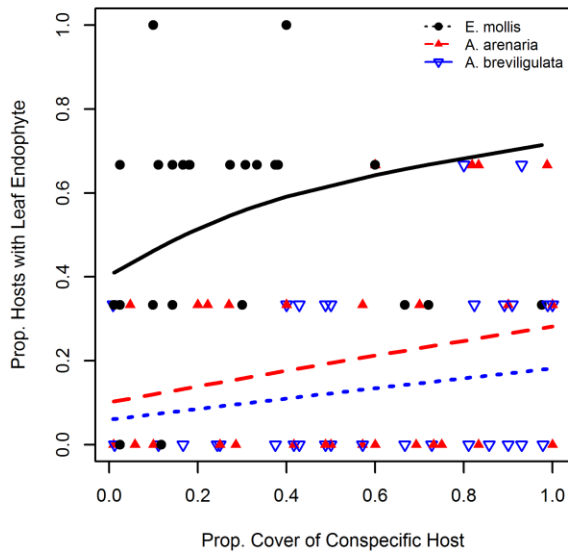 1.0
0.8
0.6
0.4
0.2
0.0
Prop. Hosts with Leaf Endophyte
E. mollis
A. arenaria
A. breviligulata
0.0 0.2 0.4 0.6 0.8 1.0
Prop. Cover of Conspecific Host